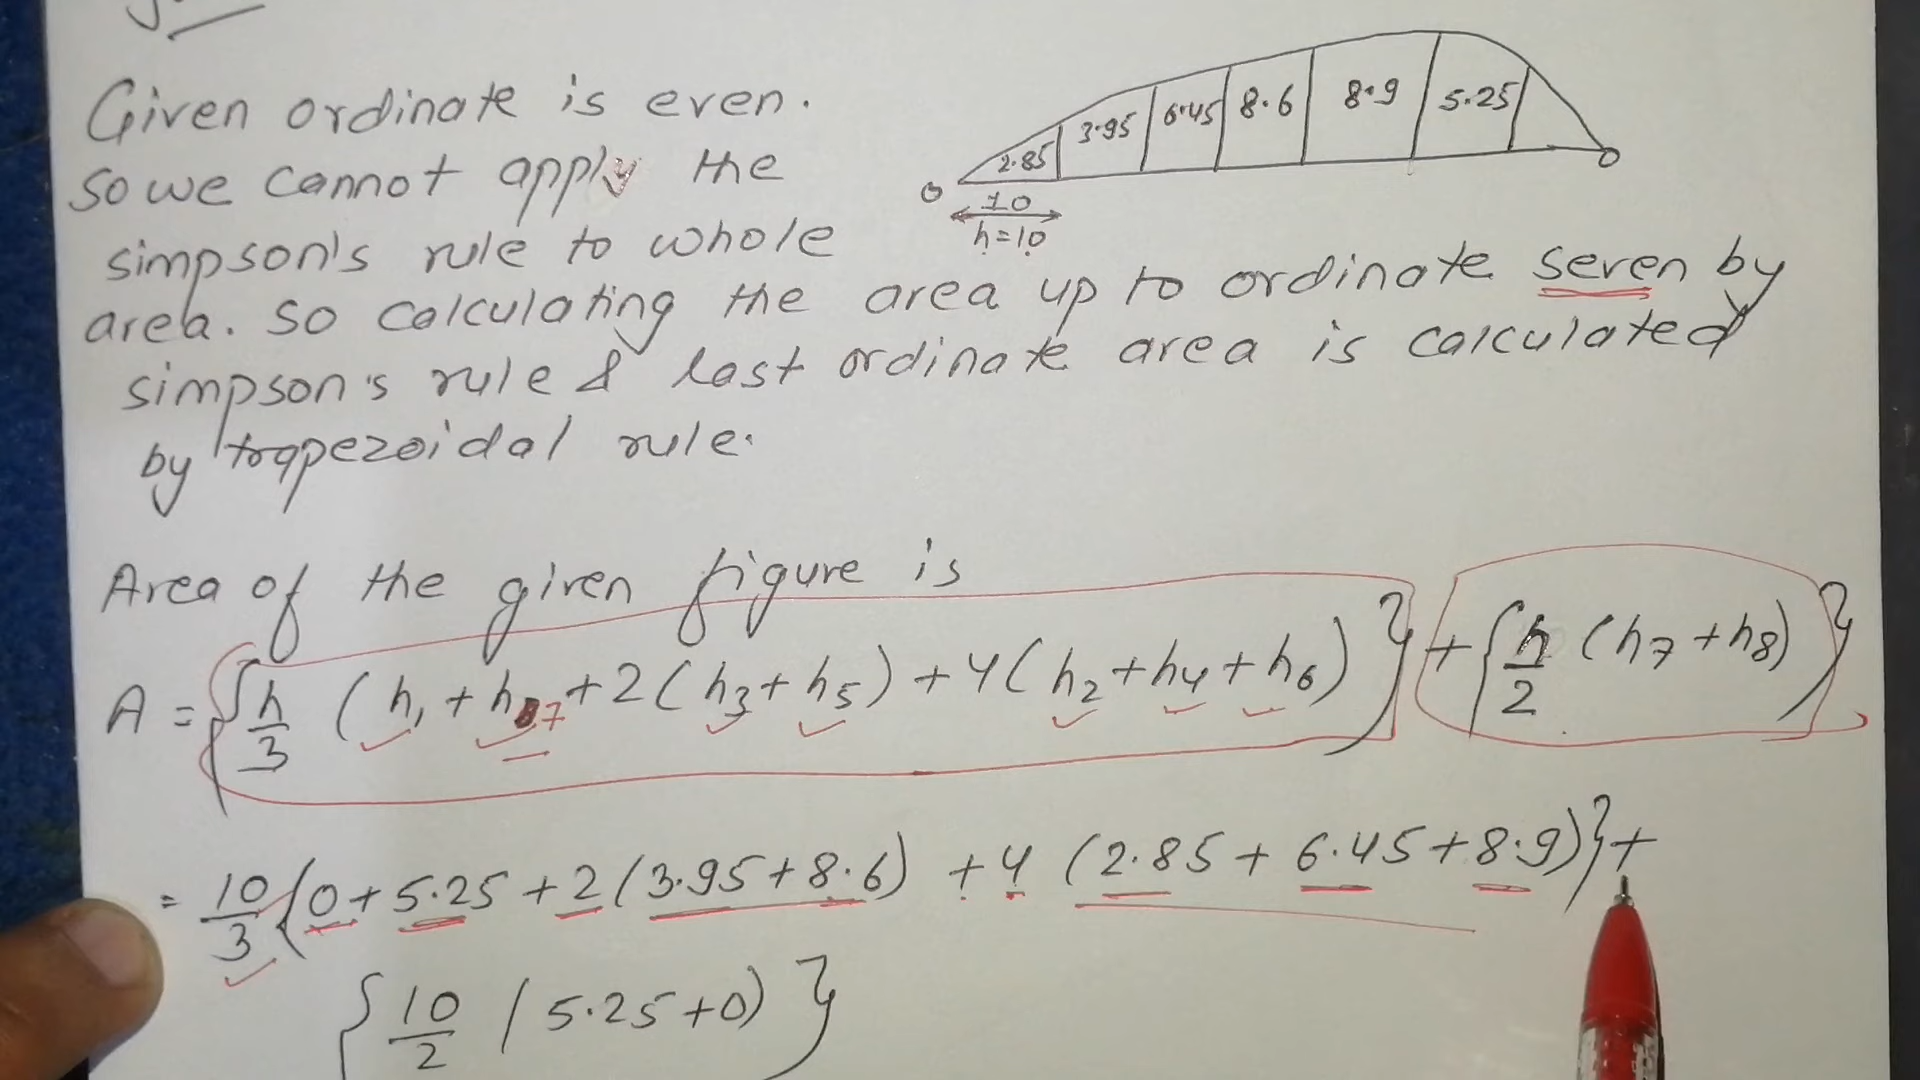 Given ordinate is even.
so we cannot apply the
simpson's rule to whole
area. so calculating the area up to ordinate seven by
simpson's rule & last ordinate area is calculated
by trapezoidal rule.
0 2.85 3.95 6.45 8.6 8.9 5.25 0
10
h=10
Area of the given figure is
A = {h/3 (h1 + h7 + 2(h3 + h5) + 4(h2 + h4 + h6)} + {h/2 (h7 + h8)}
= 10/3 {0 + 5.25 + 2(3.95 + 8.6) + 4 (2.85 + 6.45 + 8.9)} +
{10/2 (5.25 + 0)}